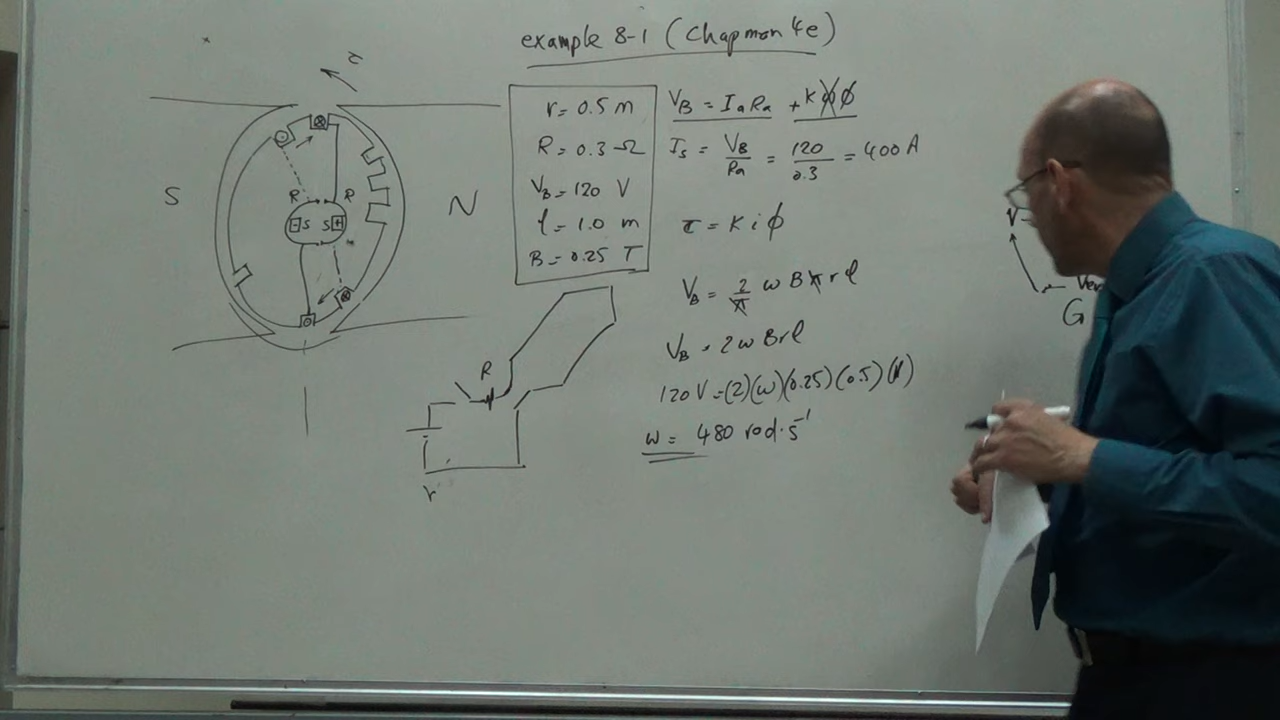 example 8-1 (Chapman 4e)
τ
S
N
R R
S S
r = 0.5 m
R = 0.3 Ω
V_B = 120 V
l = 1.0 m
B = 0.25 T
V_B = I_a R_a + K ϕ ϕ
I_s = V_B / R_a = 120 / 0.3 = 400 A
τ = K i ϕ
V_B = 2/π ω B π r l
V_B = 2 ω B r l
120 V = (2)(ω)(0.25)(0.5)(1)
ω = 480 rad·s⁻¹
R
G